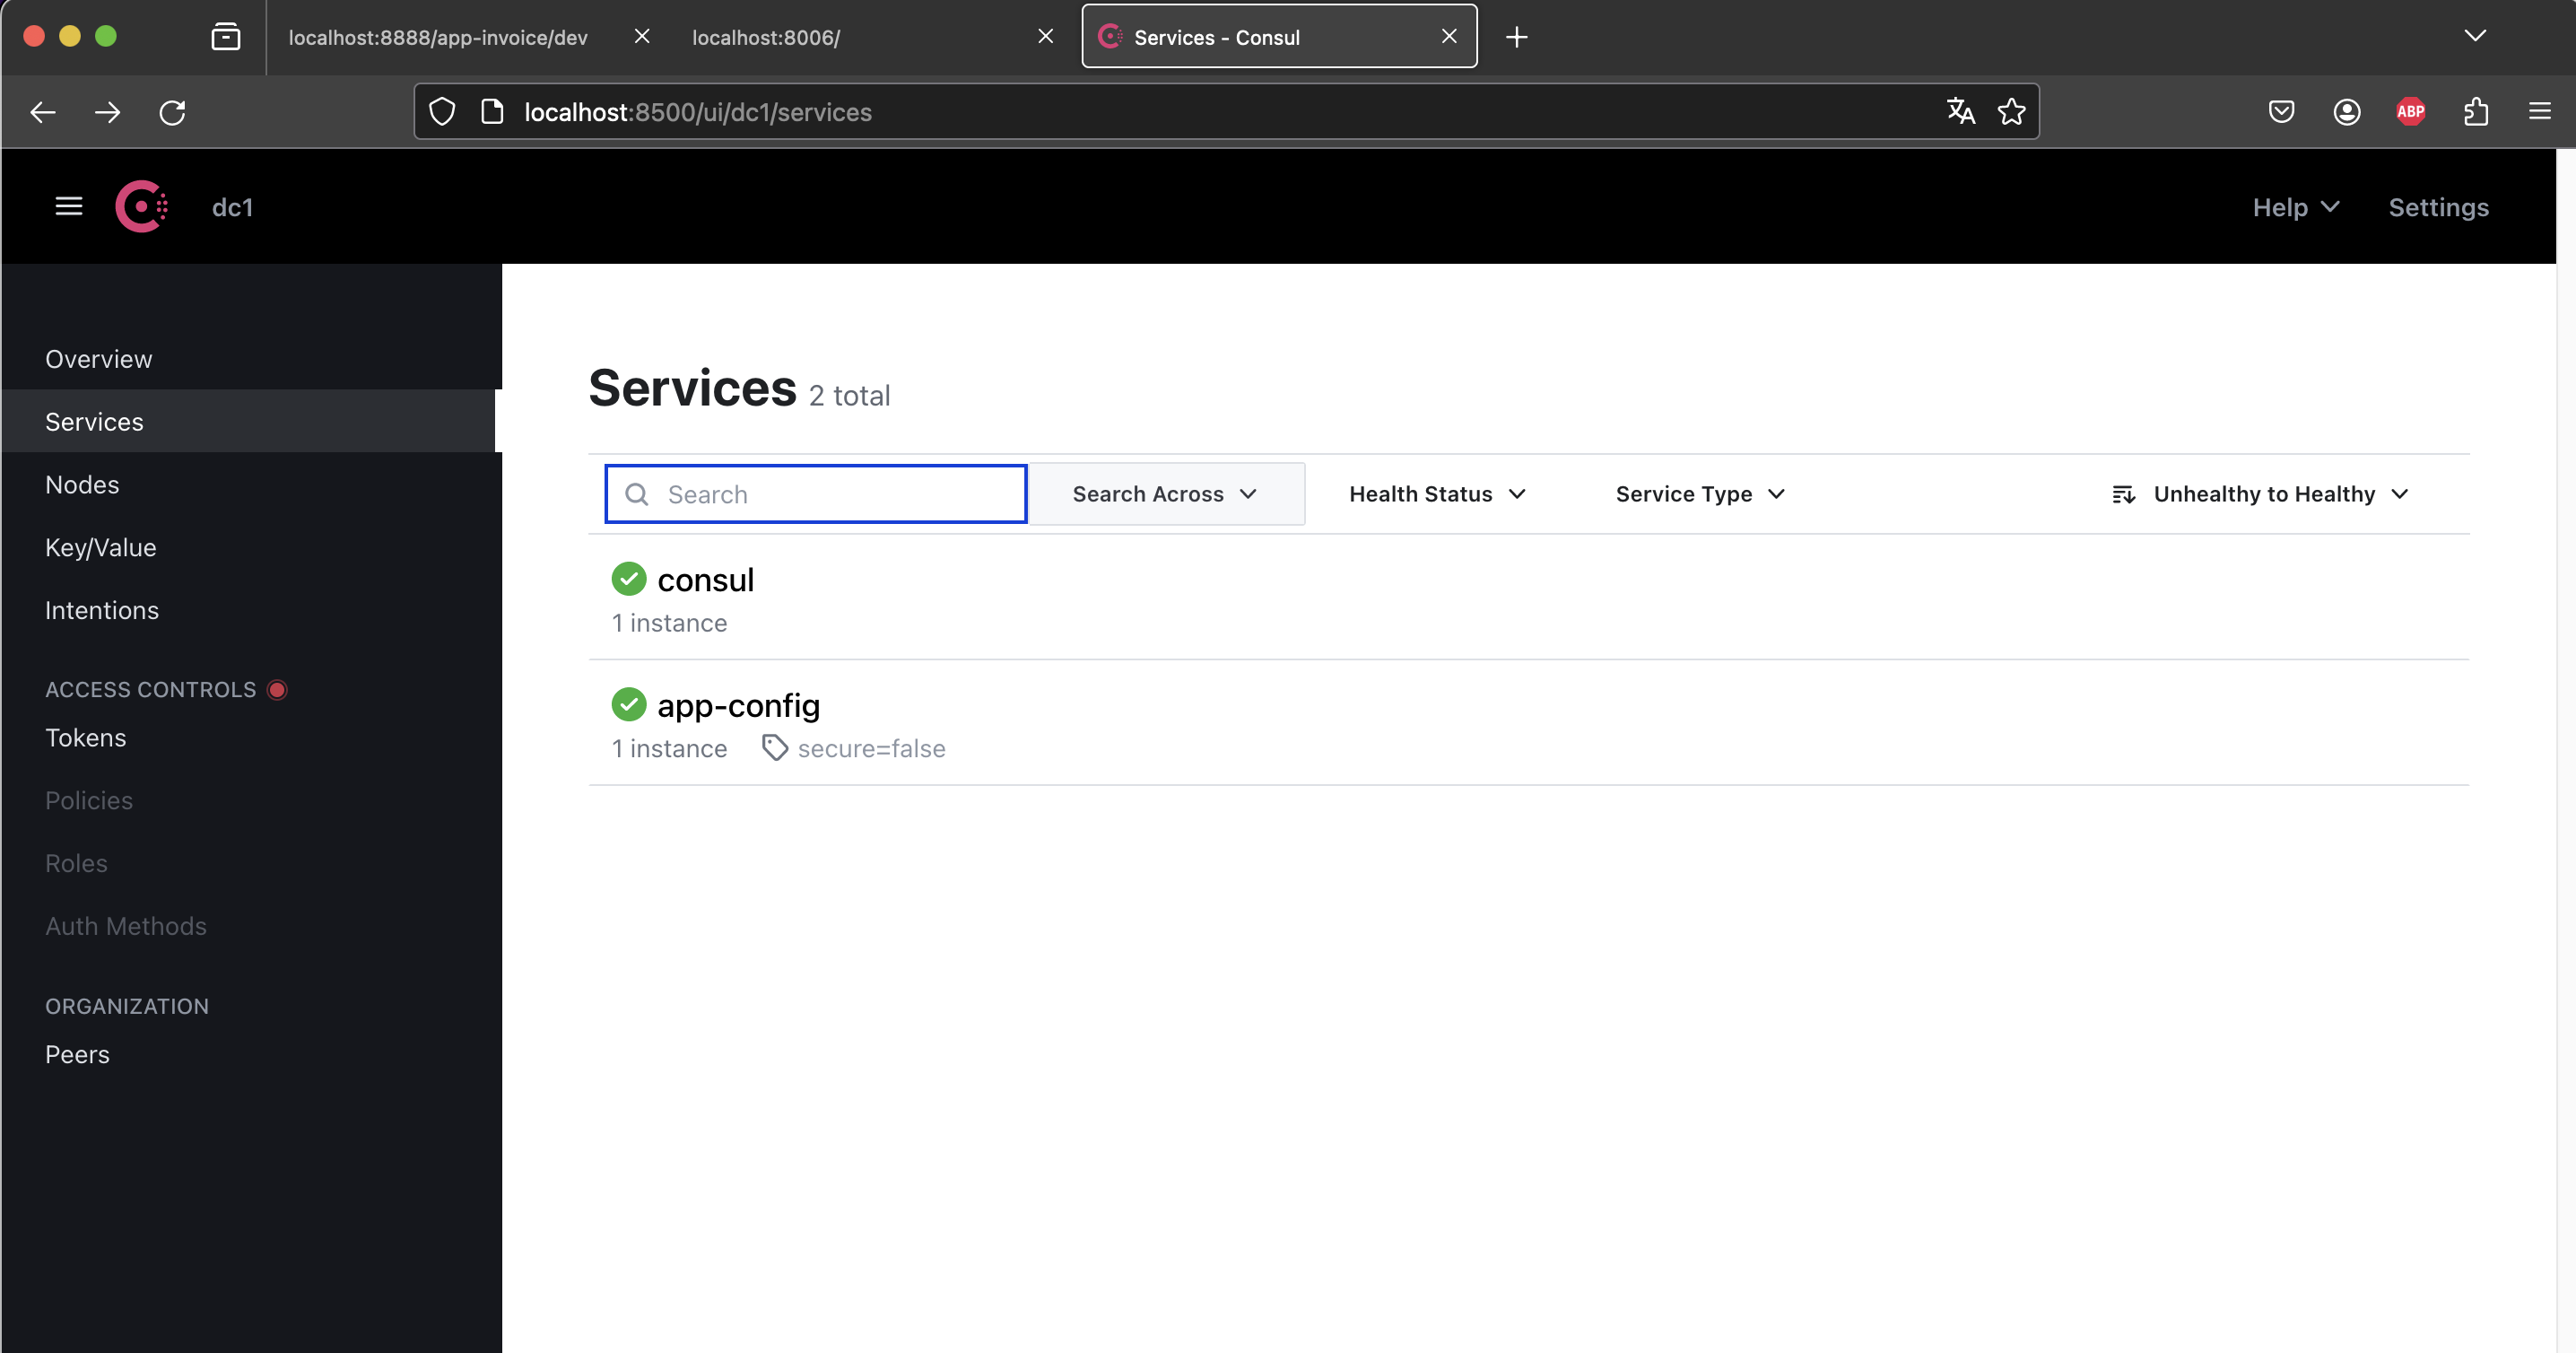 localhost:8888/app-invoice/dev
localhost:8006/
Services - Consul
localhost:8500/ui/dc1/services
ABP
dc1
Help
Settings
Overview
Services
Nodes
Key/Value
Intentions
ACCESS CONTROLS
Tokens
Policies
Roles
Auth Methods
ORGANIZATION
Peers
Services 2 total
Search
Search Across
Health Status
Service Type
Unhealthy to Healthy
consul
1 instance
app-config
1 instance secure=false